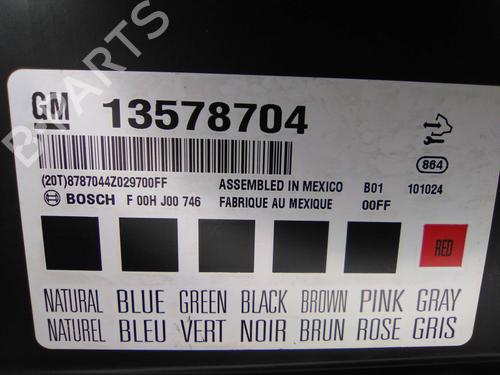 GM 13578704
(20T)8787044Z029700FF
864
ASSEMBLED IN MEXICO B01 101024
BOSCH F 00H J00 746 FABRIQUE AU MEXIQUE 00FF
RED
NATURAL BLUE GREEN BLACK BROWN PINK GRAY
NATUREL BLEU VERT NOIR BRUN ROSE GRIS
B-PARTS